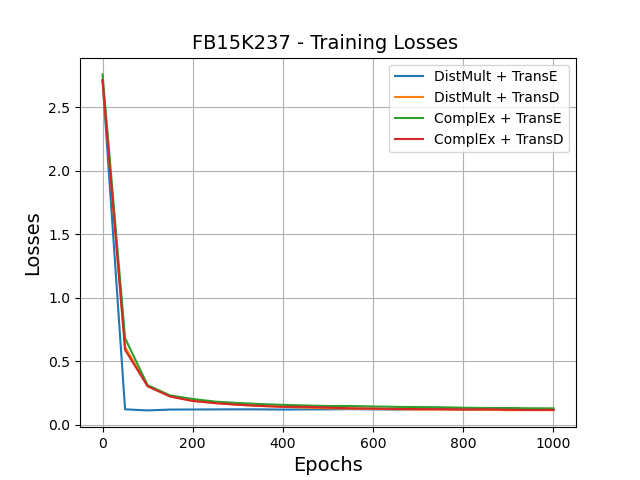 FB15K237 - Training Losses
DistMult + TransE
DistMult + TransD
ComplEx + TransE
ComplEx + TransD
2.5
2.0
1.5
1.0
0.5
0.0
Losses
0 200 400 600 800 1000
Epochs